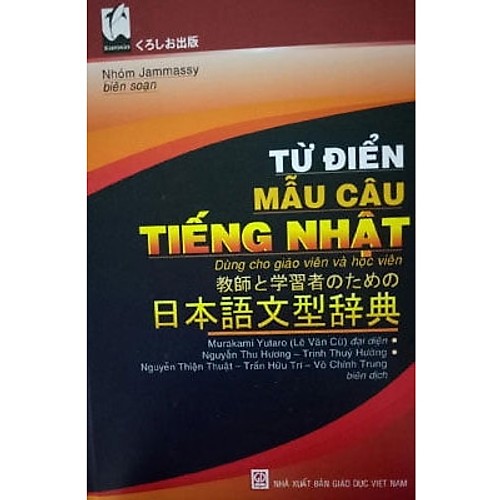 Kurosio
くろしお出版
Nhóm Jammassy
biên soạn
TỪ ĐIỂN
MẪU CÂU
TIẾNG NHẬT
Dùng cho giáo viên và học viên
教師と学習者のための
日本語文型辞典
Murakami Yutaro (Lê Văn Cử) đại diện •
Nguyễn Thu Hương – Trịnh Thuý Hường •
Nguyễn Thiện Thuật – Trần Hữu Trí – Võ Chính Trung
biên dịch
NHÀ XUẤT BẢN GIÁO DỤC VIỆT NAM